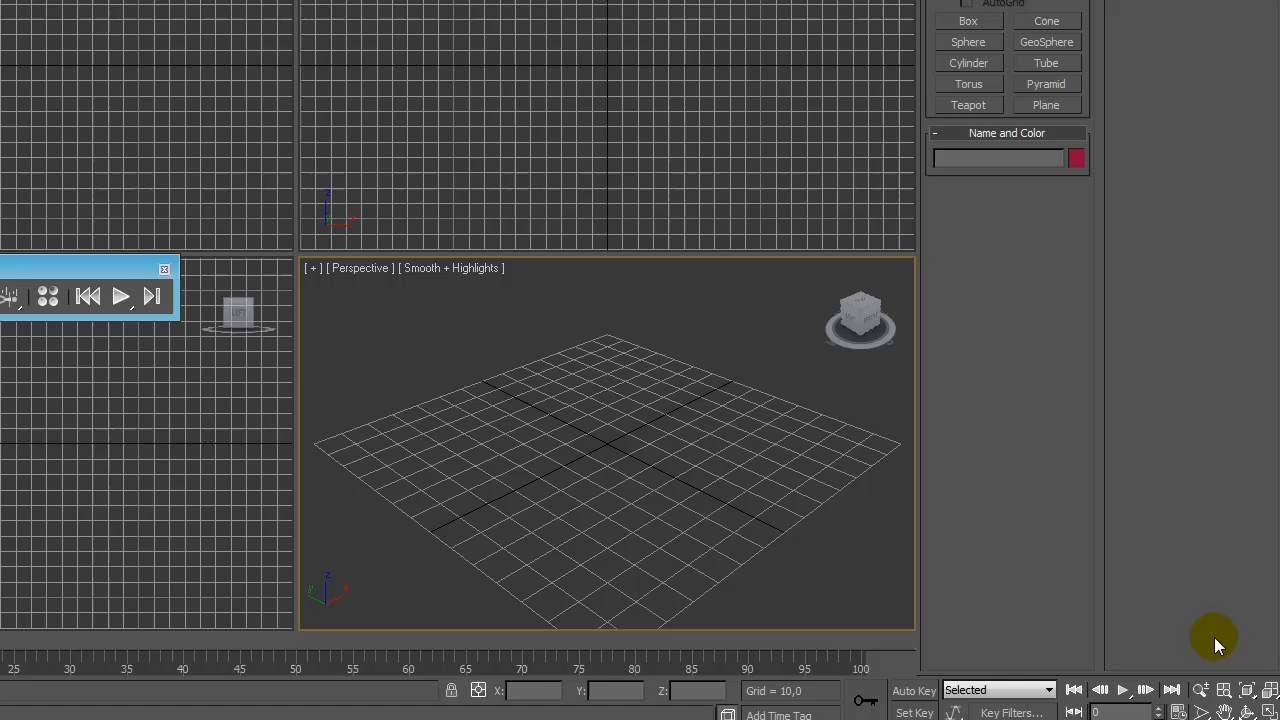 AutoGrid
Box Cone
Sphere GeoSphere
Cylinder Tube
Torus Pyramid
Teapot Plane
- Name and Color
z
x
[ + ] [ Perspective ] [ Smooth + Highlights ]
LEFT
z
y x
25 30 35 40 45 50 55 60 65 70 75 80 85 90 95 100
X: Y: Z: Grid = 10,0 Auto Key Selected
Add Time Tag Set Key Key Filters... 0